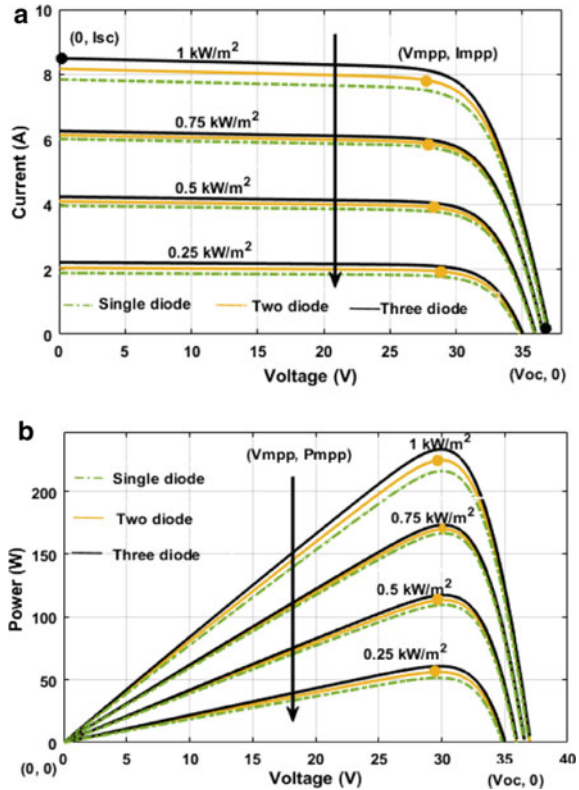 a
10
(0, Isc)
1 kW/m²
(Vmpp, Impp)
8
0.75 kW/m²
6
0.5 kW/m²
4
0.25 kW/m²
2
Single diode
Two diode
Three diode
0
0 5 10 15 20 25 30 35
Current (A)
Voltage (V)
(Voc, 0)
b
(Vmpp, Pmpp)
1 kW/m²
Single diode
200
Two diode
0.75 kW/m²
150
Three diode
0.5 kW/m²
100
0.25 kW/m²
50
0
0 5 10 15 20 25 30 35 40
Power (W)
(0, 0)
Voltage (V)
(Voc, 0)